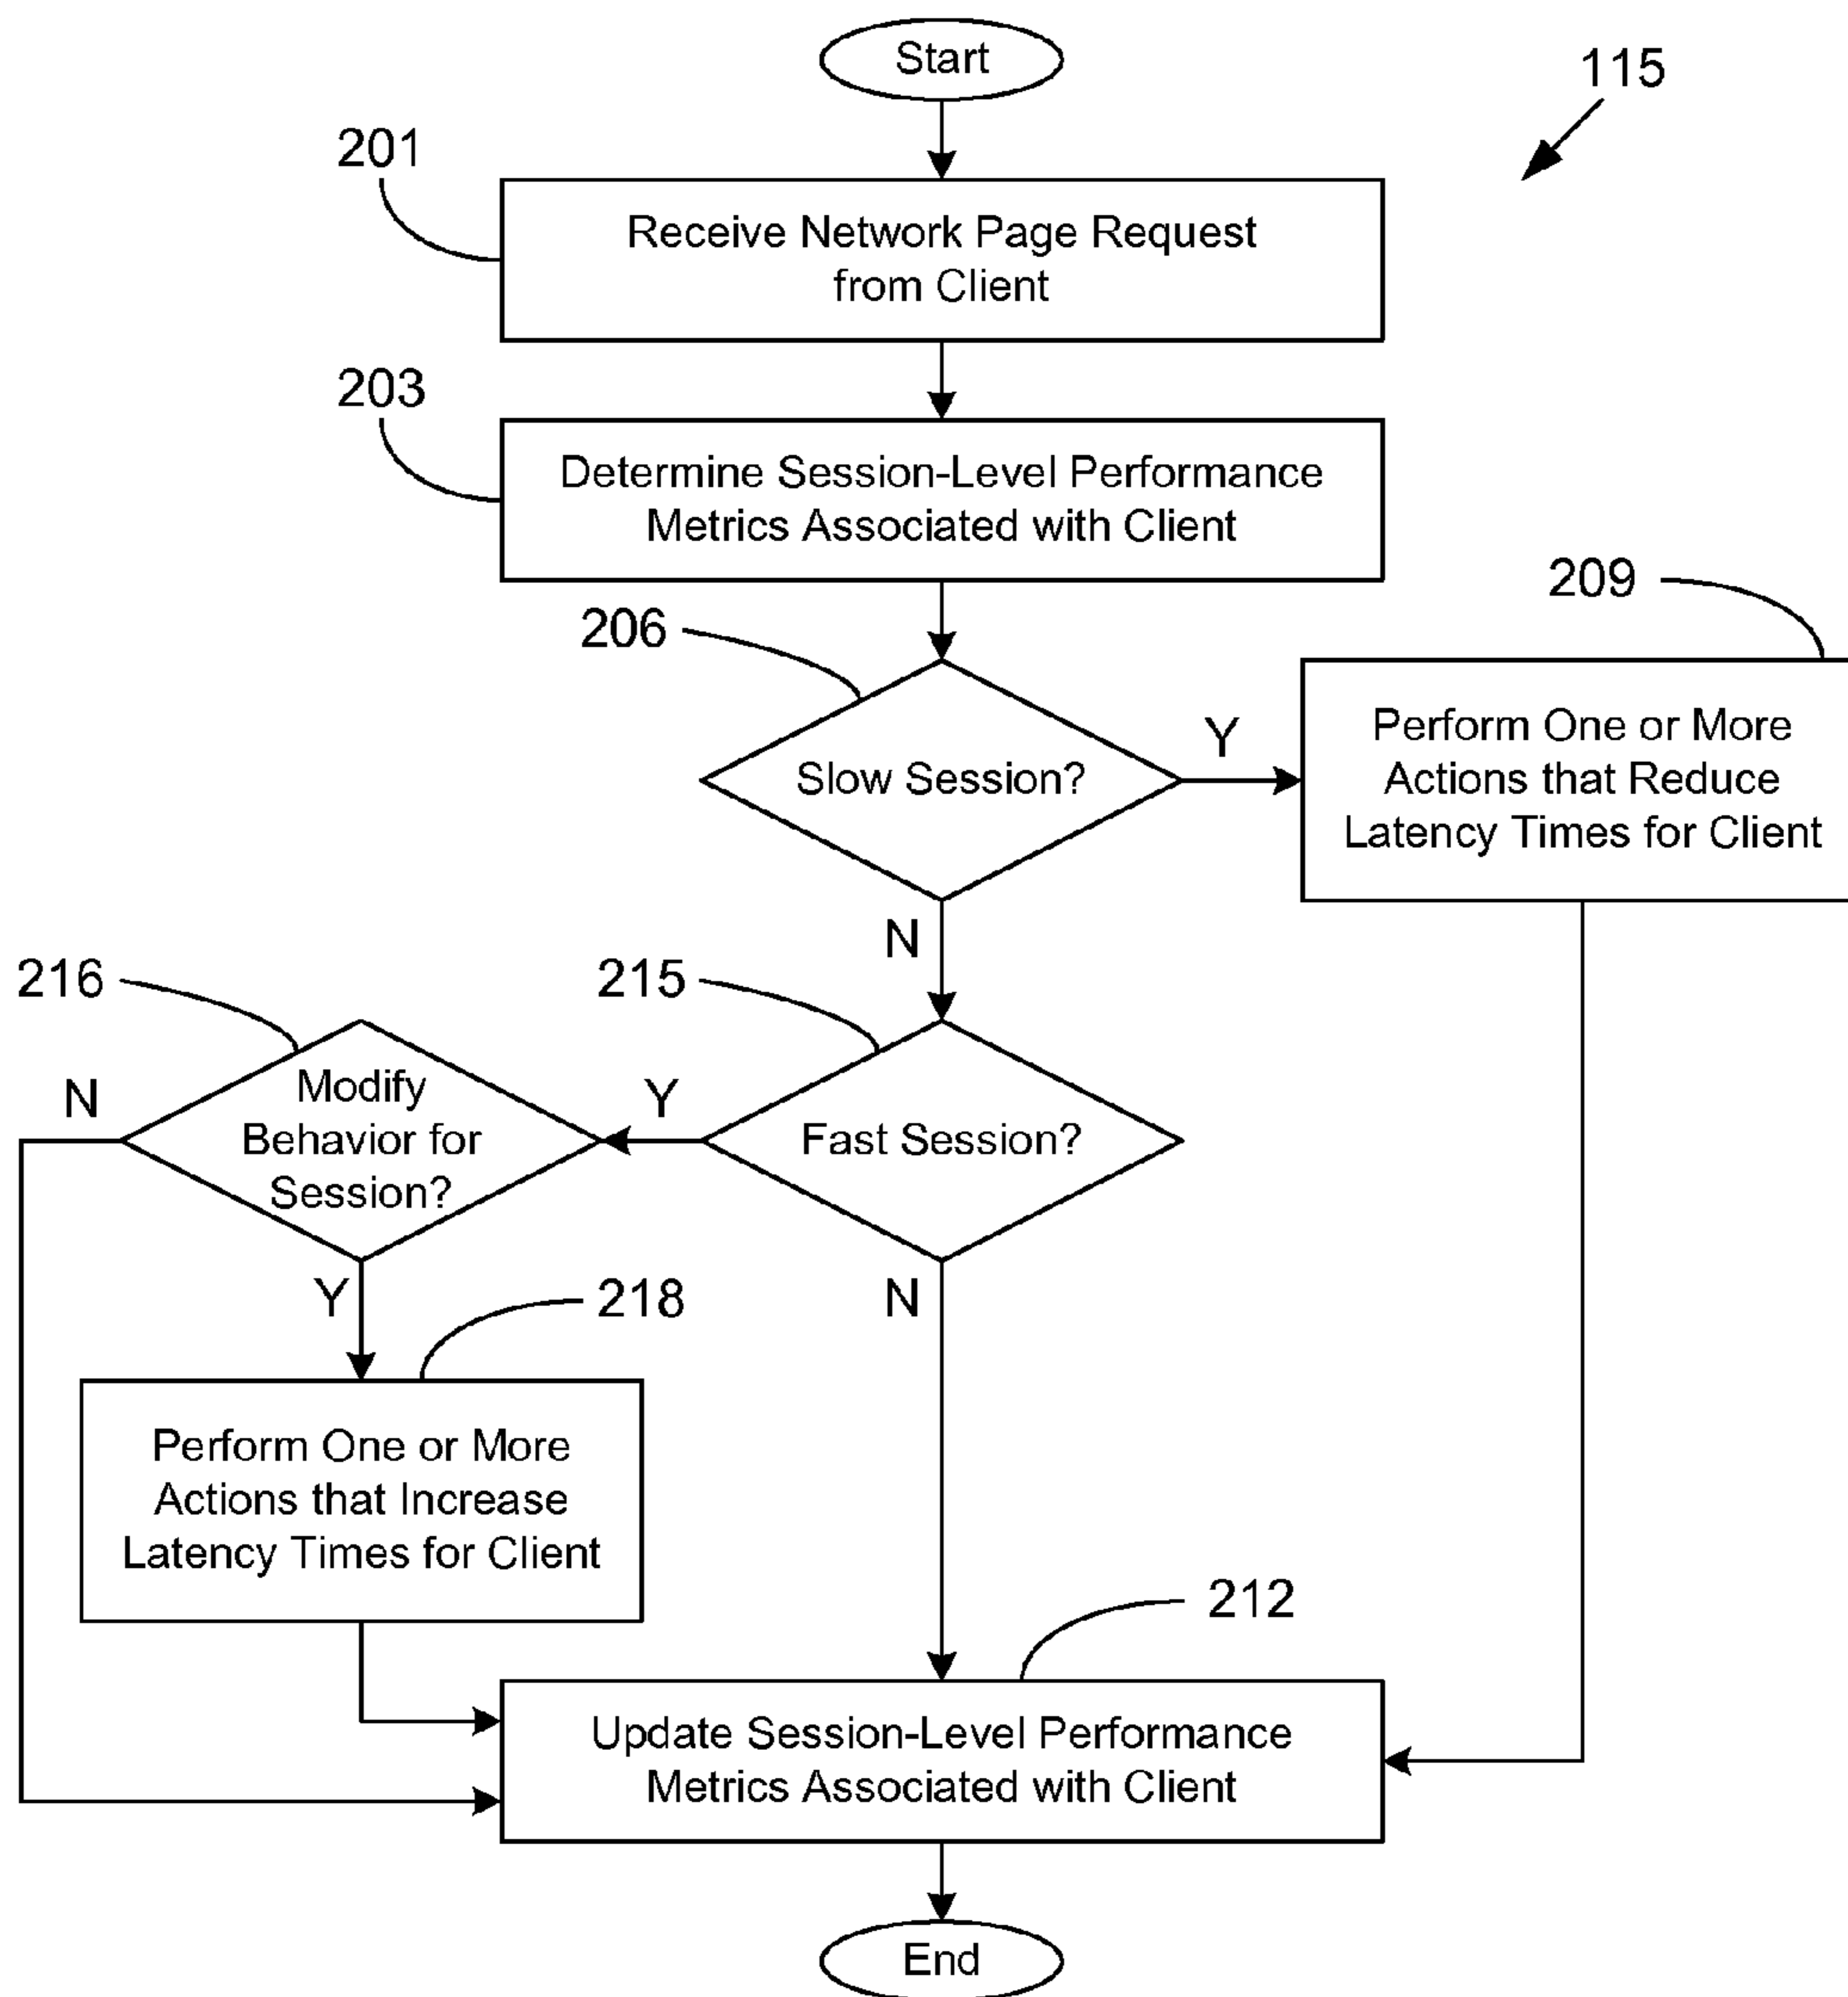 Start
115
201
Receive Network Page Request
from Client
203
Determine Session-Level Performance
Metrics Associated with Client
209
206
Slow Session?
Y
Perform One or More
Actions that Reduce
Latency Times for Client
N
216
215
N
Modify
Behavior for
Session?
Y
Fast Session?
Y
218
N
Perform One or More
Actions that Increase
Latency Times for Client
212
Update Session-Level Performance
Metrics Associated with Client
End